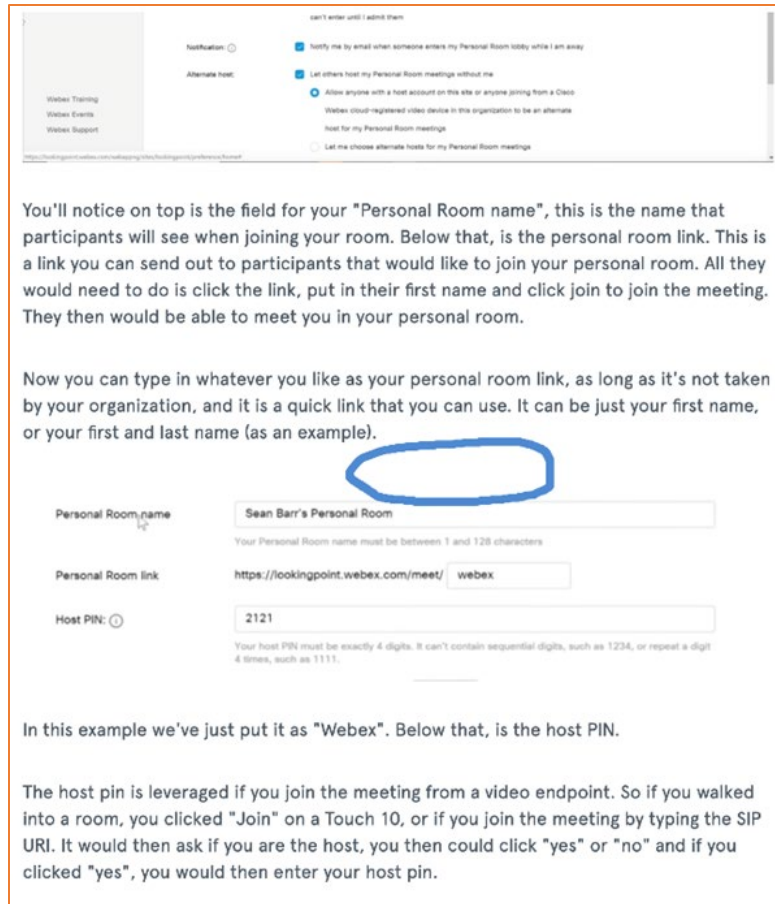 can't enter until I admit them
Notification:
Notify me by email when someone enters my Personal Room lobby while I am away
Alternate host:
Let others host my Personal Room meetings without me
Allow anyone with a host account on this site or anyone joining from a Cisco
Webex Training
Webex cloud-registered video device in this organization to be an alternate
Webex Events
host for my Personal Room meetings
Webex Support
Let me choose alternate hosts for my Personal Room meetings
You'll notice on top is the field for your "Personal Room name", this is the name that
participants will see when joining your room. Below that, is the personal room link. This is
a link you can send out to participants that would like to join your personal room. All they
would need to do is click the link, put in their first name and click join to join the meeting.
They then would be able to meet you in your personal room.
Now you can type in whatever you like as your personal room link, as long as it's not taken
by your organization, and it is a quick link that you can use. It can be just your first name,
or your first and last name (as an example).
Personal Room name
Sean Barr's Personal Room
Your Personal Room name must be between 1 and 128 characters
Personal Room link
https://lookingpoint.webex.com/meet/ webex
Host PIN:
2121
Your host PIN must be exactly 4 digits. It can't contain sequential digits, such as 1234, or repeat a digit
4 times, such as 1111.
In this example we've just put it as "Webex". Below that, is the host PIN.
The host pin is leveraged if you join the meeting from a video endpoint. So if you walked
into a room, you clicked "Join" on a Touch 10, or if you join the meeting by typing the SIP
URI. It would then ask if you are the host, you then could click "yes" or "no" and if you
clicked "yes", you would then enter your host pin.